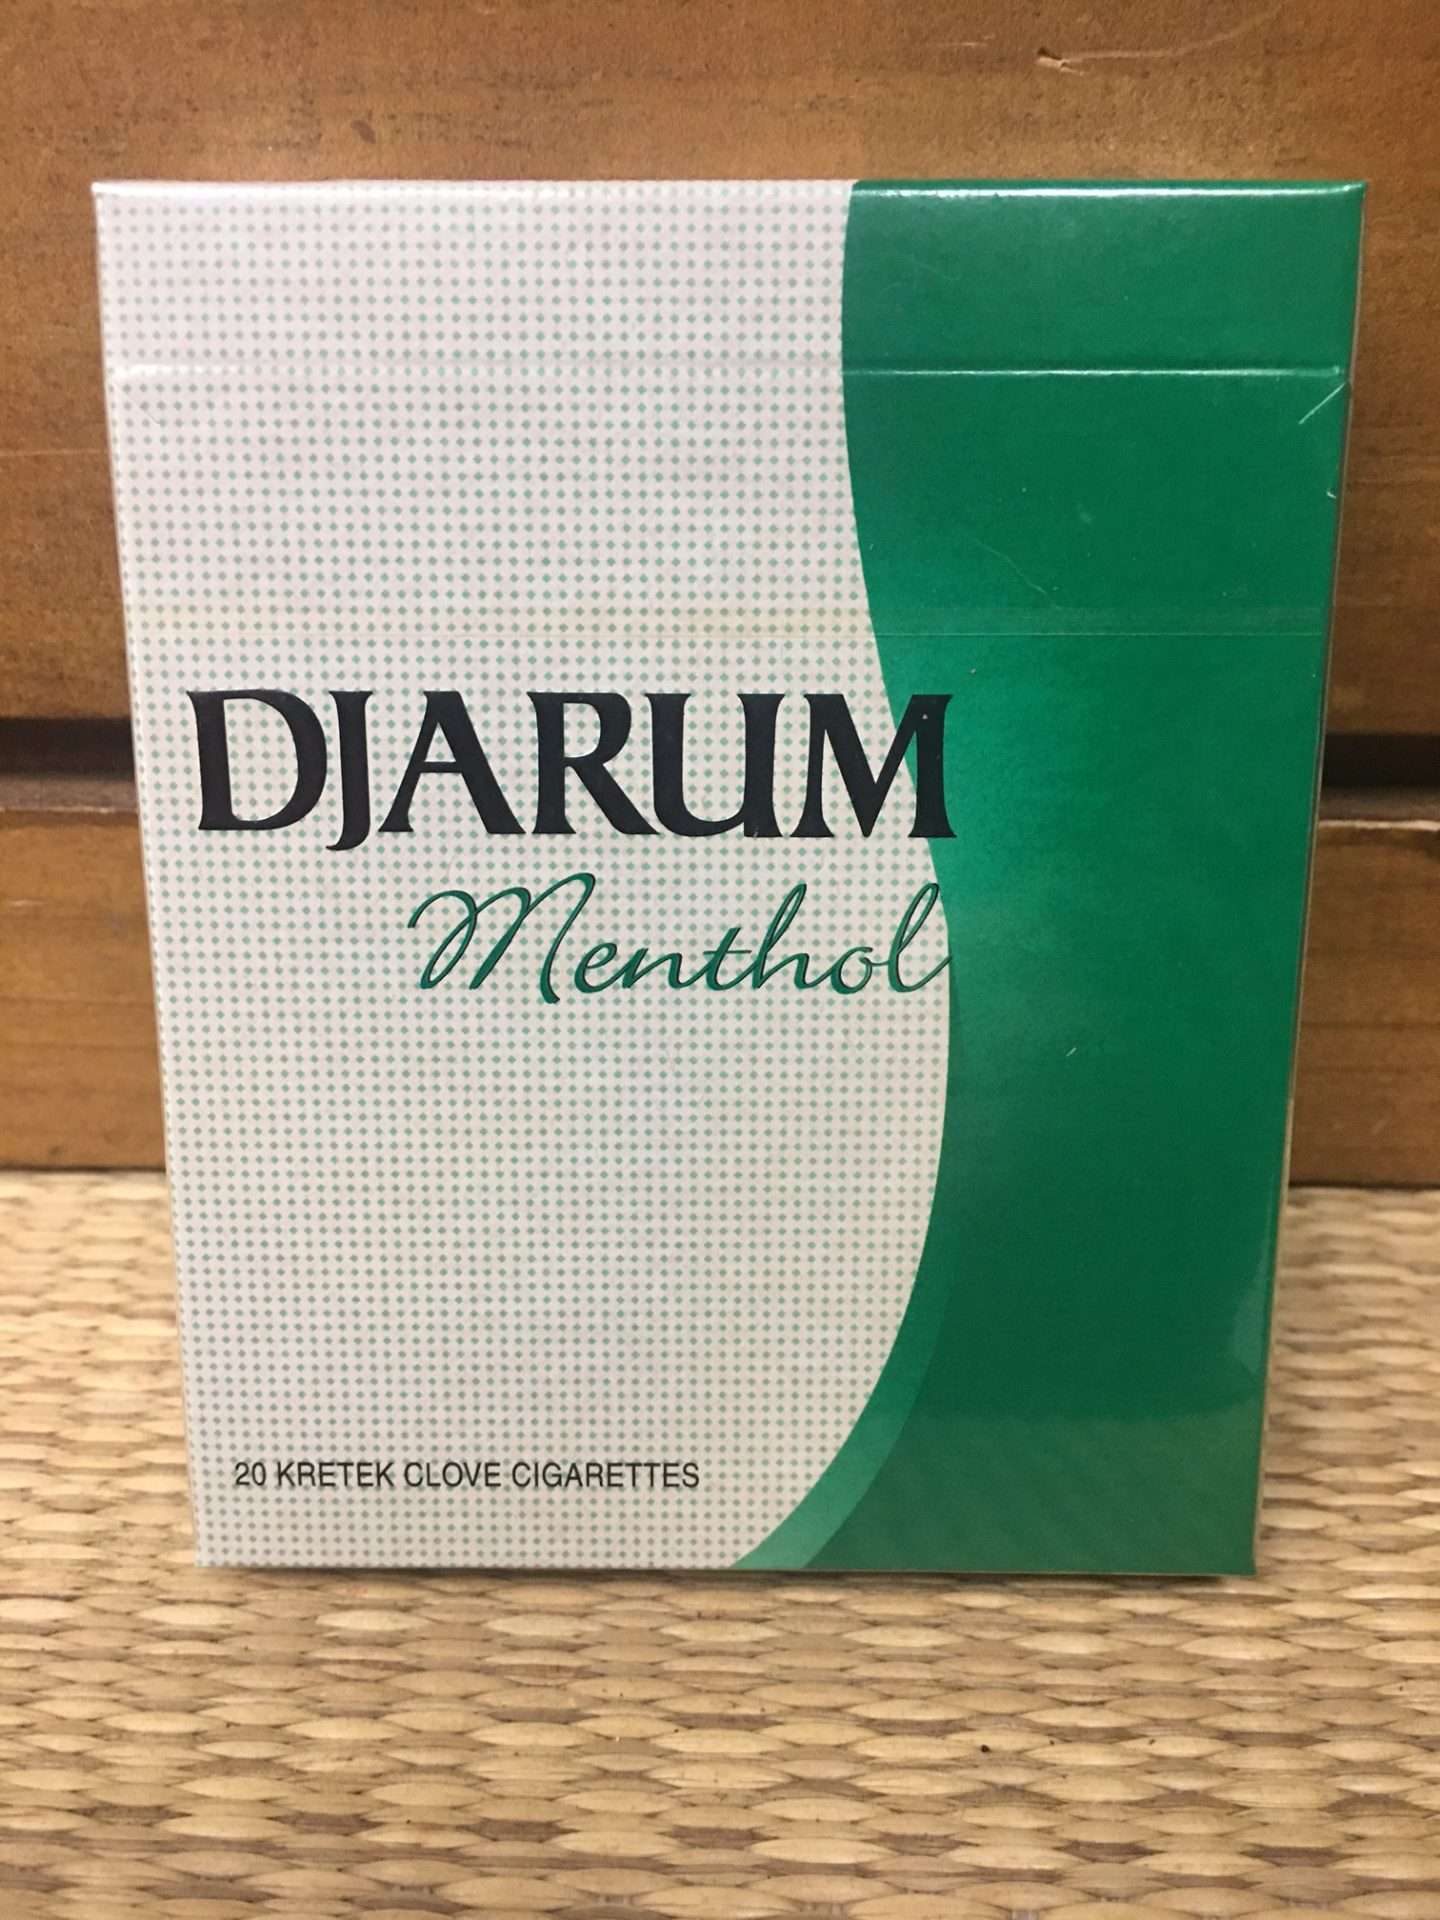 DJARUM
Menthol
20 KRETEK CLOVE CIGARETTES